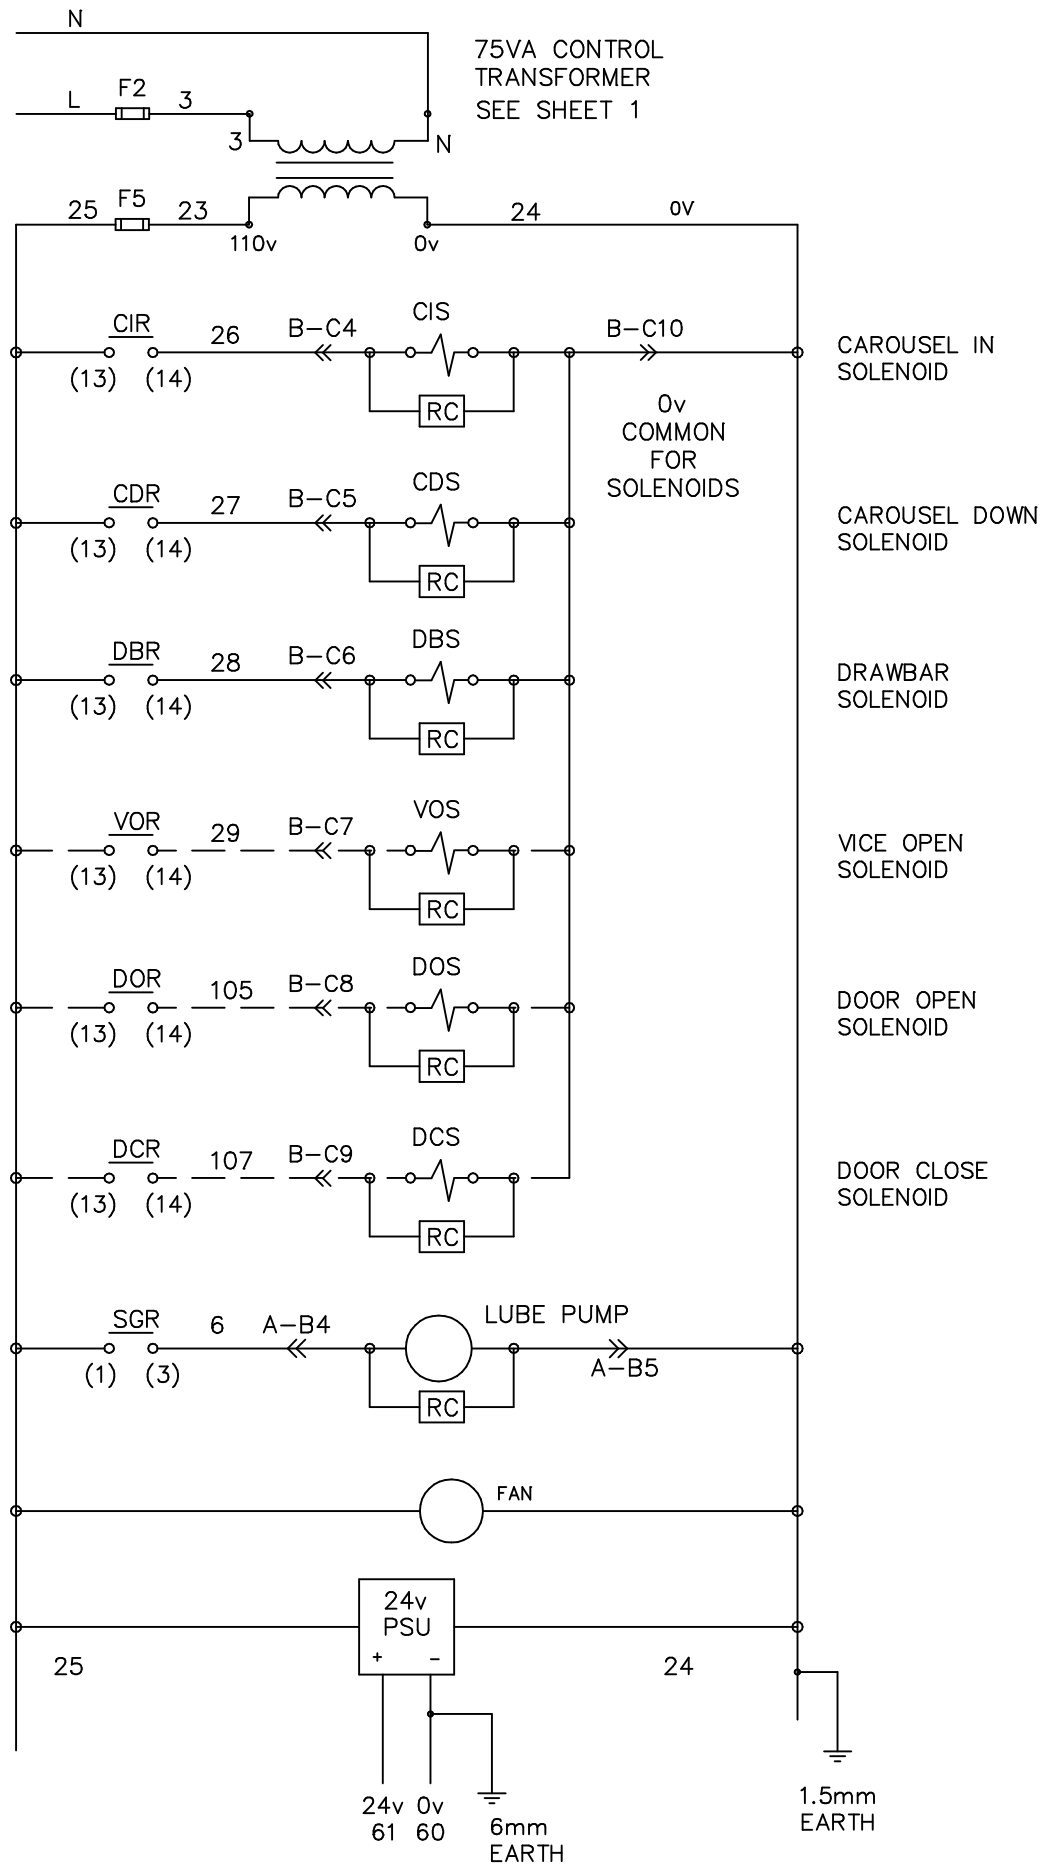 N
75VA CONTROL
TRANSFORMER
SEE SHEET 1
L F2 3
3 N
25 F5 23 24 0V
110v 0v
CIR 26 B-C4 CIS B-C10
(13) (14)
RC
CAROUSEL IN
SOLENOID
0v
COMMON
FOR
SOLENOIDS
CDR 27 B-C5 CDS
(13) (14)
RC
CAROUSEL DOWN
SOLENOID
DBR 28 B-C6 DBS
(13) (14)
RC
DRAWBAR
SOLENOID
VOR 29 B-C7 VOS
(13) (14)
RC
VICE OPEN
SOLENOID
DOR 105 B-C8 DOS
(13) (14)
RC
DOOR OPEN
SOLENOID
DCR 107 B-C9 DCS
(13) (14)
RC
DOOR CLOSE
SOLENOID
SGR 6 A-B4 LUBE PUMP
(1) (3) A-B5
RC
FAN
24v
PSU
+ -
25 24
24v 0v
61 60
6mm
EARTH
1.5mm
EARTH